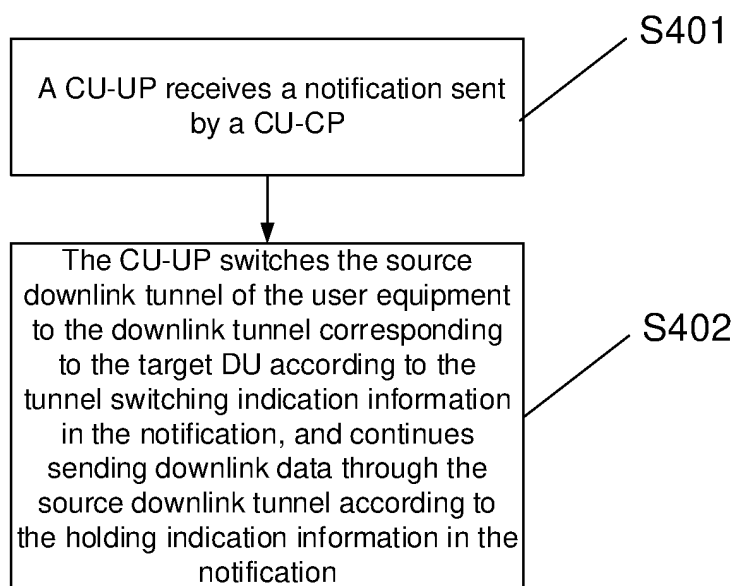 S401
A CU-UP receives a notification sent
by a CU-CP
The CU-UP switches the source
downlink tunnel of the user equipment
to the downlink tunnel corresponding
to the target DU according to the
tunnel switching indication information
in the notification, and continues
sending downlink data through the
source downlink tunnel according to
the holding indication information in the
notification
S402